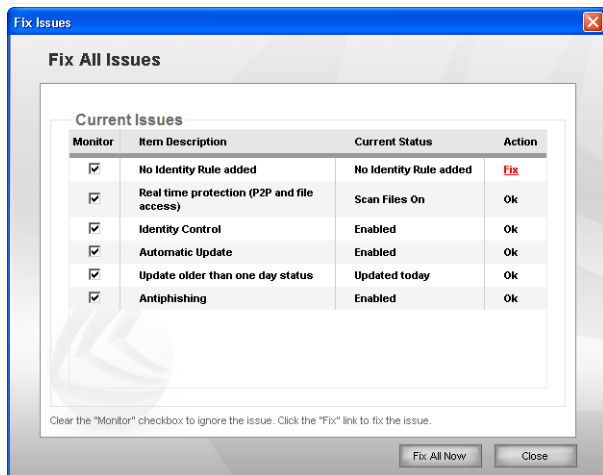 Fix Issues
Fix All Issues
Current Issues
Monitor Item Description Current Status Action
No Identity Rule added No Identity Rule added Fix
Real time protection (P2P and file
access) Scan Files On Ok
Identity Control Enabled Ok
Automatic Update Enabled Ok
Update older than one day status Updated today Ok
Antiphishing Enabled Ok
Clear the "Monitor" checkbox to ignore the issue. Click the "Fix" link to fix the issue.
Fix All Now Close